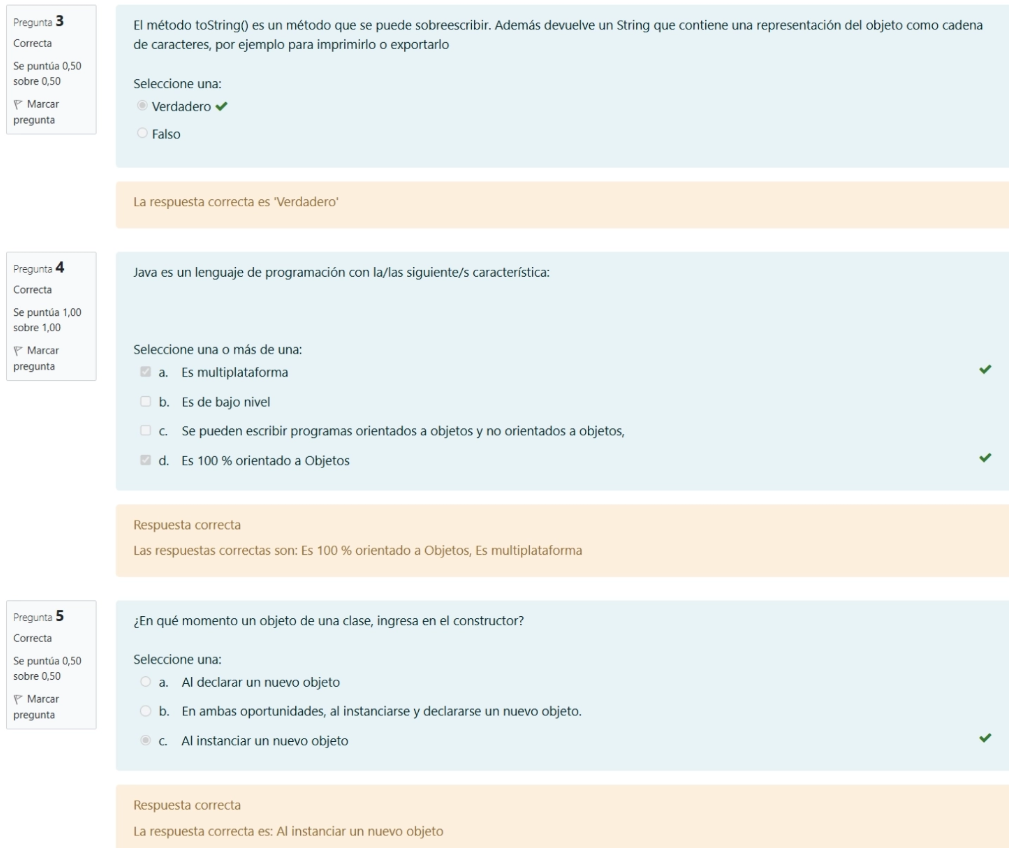 Pregunta 3
Correcta
Se puntúa 0,50
sobre 0,50
Marcar
pregunta
El método toString() es un método que se puede sobreescribir. Además devuelve un String que contiene una representación del objeto como cadena
de caracteres, por ejemplo para imprimirlo o exportarlo
Seleccione una:
Verdadero
Falso
La respuesta correcta es 'Verdadero'
Pregunta 4
Correcta
Se puntúa 1,00
sobre 1,00
Marcar
pregunta
Java es un lenguaje de programación con la/las siguiente/s característica:
Seleccione una o más de una:
a. Es multiplataforma
b. Es de bajo nivel
c. Se pueden escribir programas orientados a objetos y no orientados a objetos,
d. Es 100 % orientado a Objetos
Respuesta correcta
Las respuestas correctas son: Es 100 % orientado a Objetos, Es multiplataforma
Pregunta 5
Correcta
Se puntúa 0,50
sobre 0,50
Marcar
pregunta
¿En qué momento un objeto de una clase, ingresa en el constructor?
Seleccione una:
a. Al declarar un nuevo objeto
b. En ambas oportunidades, al instanciarse y declararse un nuevo objeto.
c. Al instanciar un nuevo objeto
Respuesta correcta
La respuesta correcta es: Al instanciar un nuevo objeto